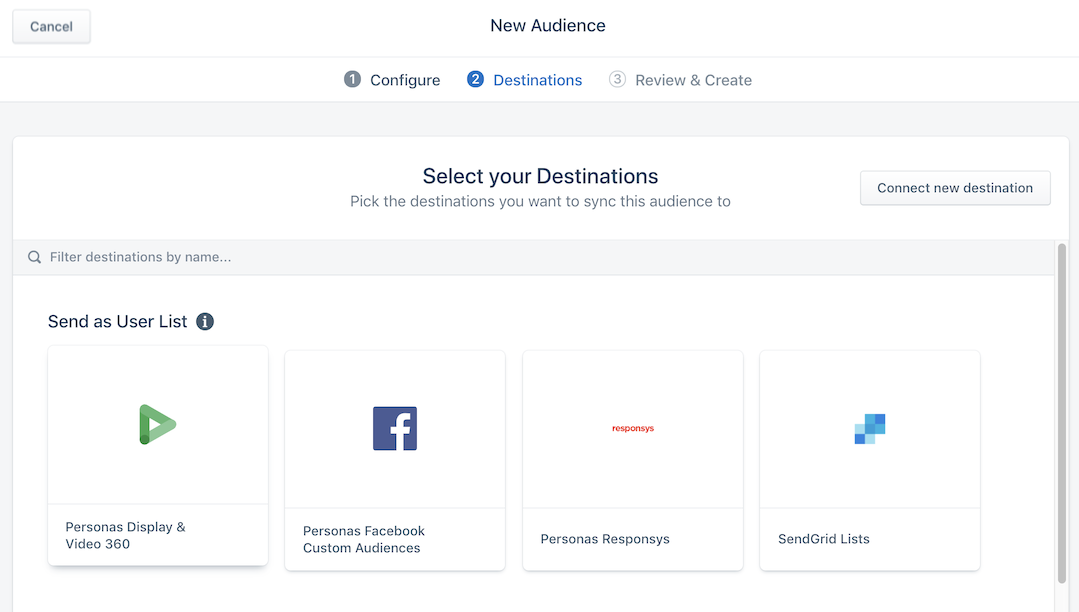 Cancel
New Audience
1 Configure
2 Destinations
3 Review & Create
Select your Destinations
Pick the destinations you want to sync this audience to
Connect new destination
Filter destinations by name...
Send as User List i
f
responsys
Personas Display &
Video 360
Personas Facebook
Custom Audiences
Personas Responsys
SendGrid Lists